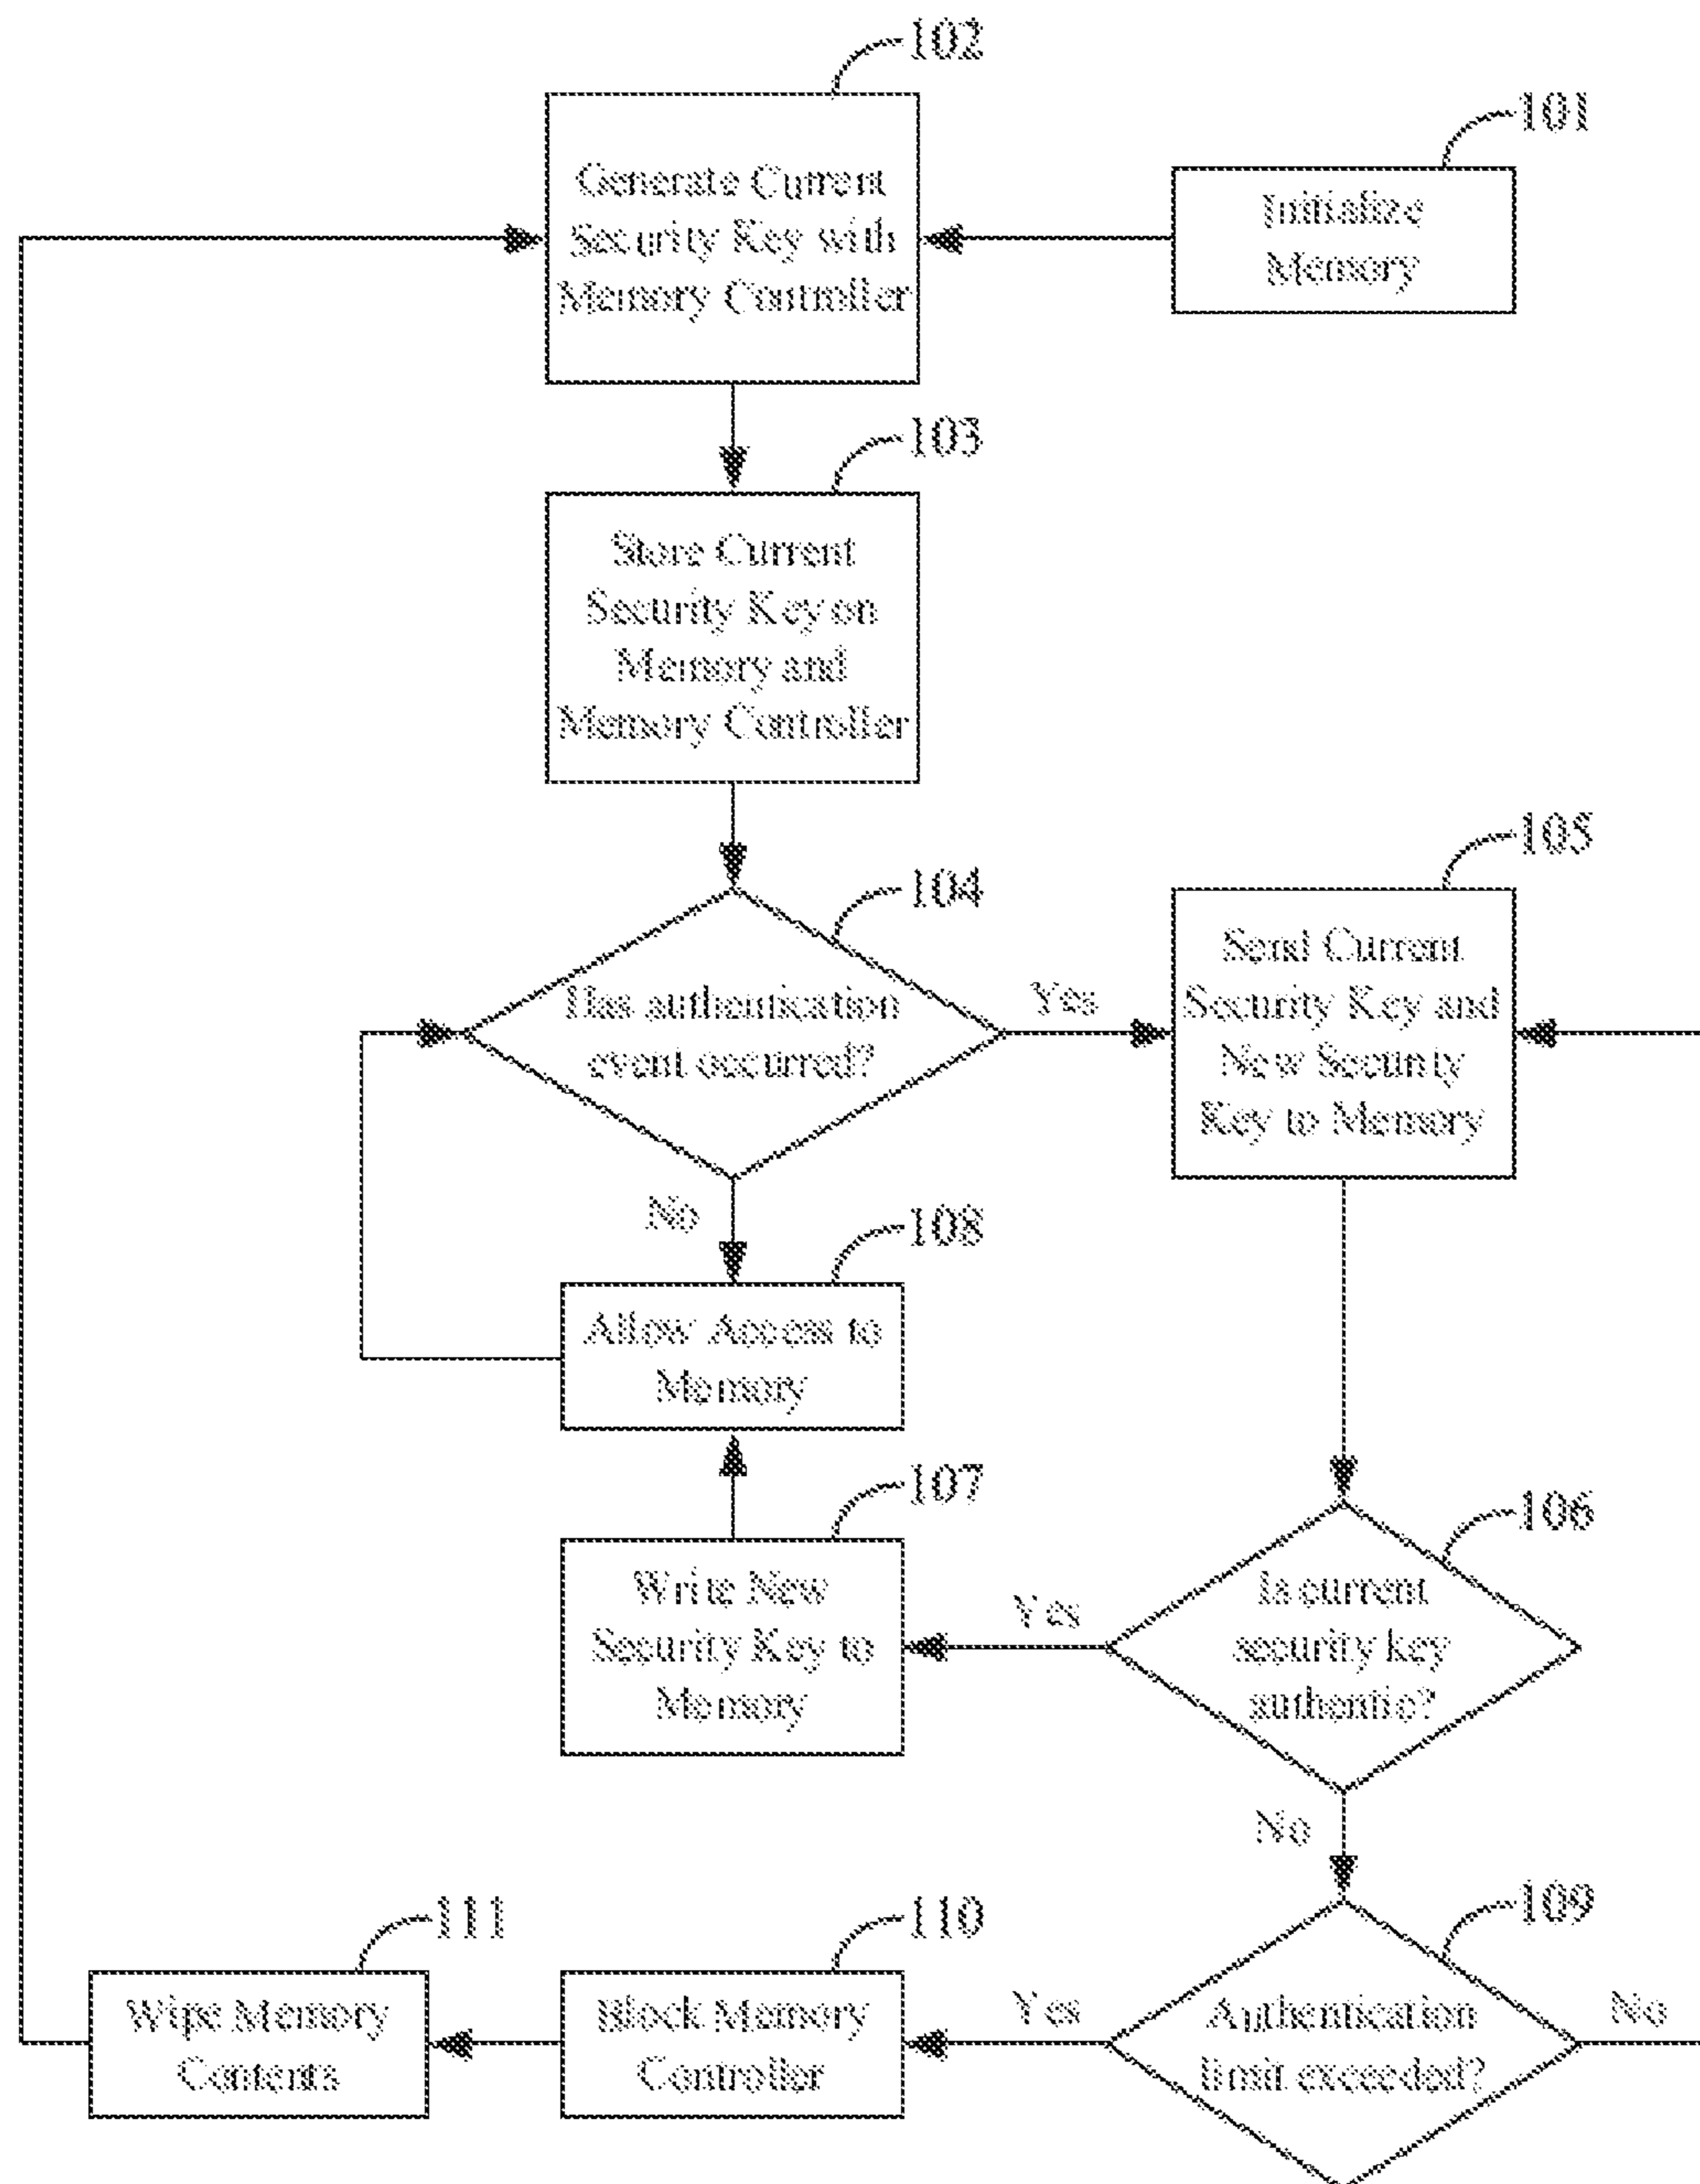 102
101
Generate Current
Security Key with
Memory Controller
Initialize
Memory
103
Store Current
Security Key on
Memory and
Memory Controller
105
104
Send Current
Security Key and
New Security
Key to Memory
Has authentication
event occurred?
Yes
No
108
Allow Access to
Memory
107
106
Write New
Security Key to
Memory
Yes
Is current
security key
authentic?
No
111
110
109
Wipe Memory
Contents
Block Memory
Controller
Yes
Authentication
limit exceeded?
No